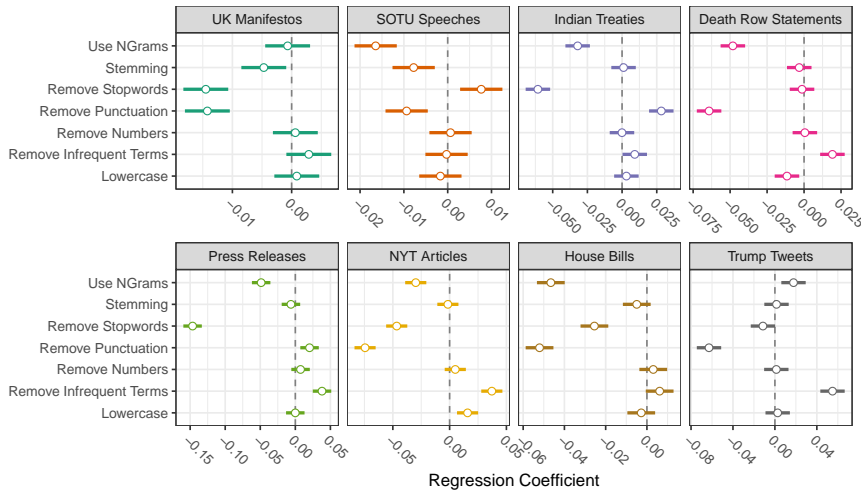 UK Manifestos SOTU Speeches Indian Treaties Death Row Statements
Use NGrams
Stemming
Remove Stopwords
Remove Punctuation
Remove Numbers
Remove Infrequent Terms
Lowercase
−0.01 0.00 −0.02 −0.01 0.00 0.01 −0.050 0.000 0.025 −0.075 −0.050 0.000 0.025
Press Releases NYT Articles House Bills Trump Tweets
Use NGrams
Stemming
Remove Stopwords
Remove Punctuation
Remove Numbers
Remove Infrequent Terms
Lowercase
−0.15 −0.10 −0.05 0.00 0.05 −0.05 0.00 0.05 −0.06 −0.04 −0.02 0.00 −0.08 −0.04 0.00 0.04
Regression Coefficient